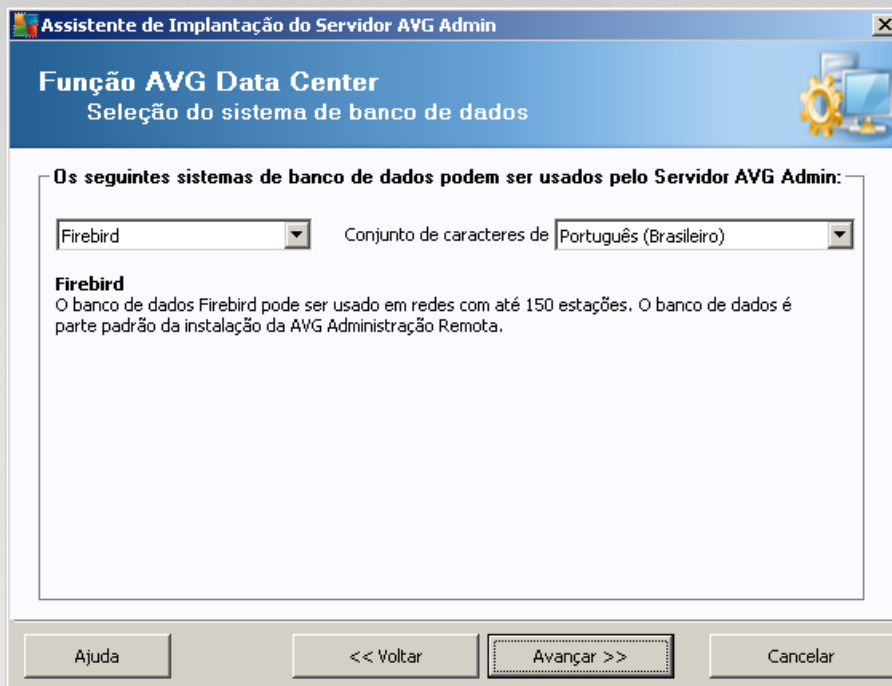 Assistente de Implantação do Servidor AVG Admin
Função AVG Data Center
Seleção do sistema de banco de dados
Os seguintes sistemas de banco de dados podem ser usados pelo Servidor AVG Admin:
Firebird Conjunto de caracteres de Português (Brasileiro)
Firebird
O banco de dados Firebird pode ser usado em redes com até 150 estações. O banco de dados é
parte padrão da instalação da AVG Administração Remota.
Ajuda << Voltar Avançar >> Cancelar